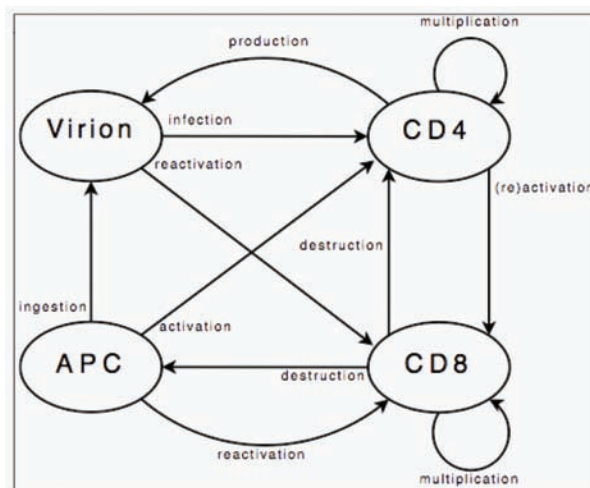 multiplication
production
Virion
infection
CD4
reactivation
(re)activation
destruction
ingestion
activation
APC
destruction
CD8
reactivation
multiplication